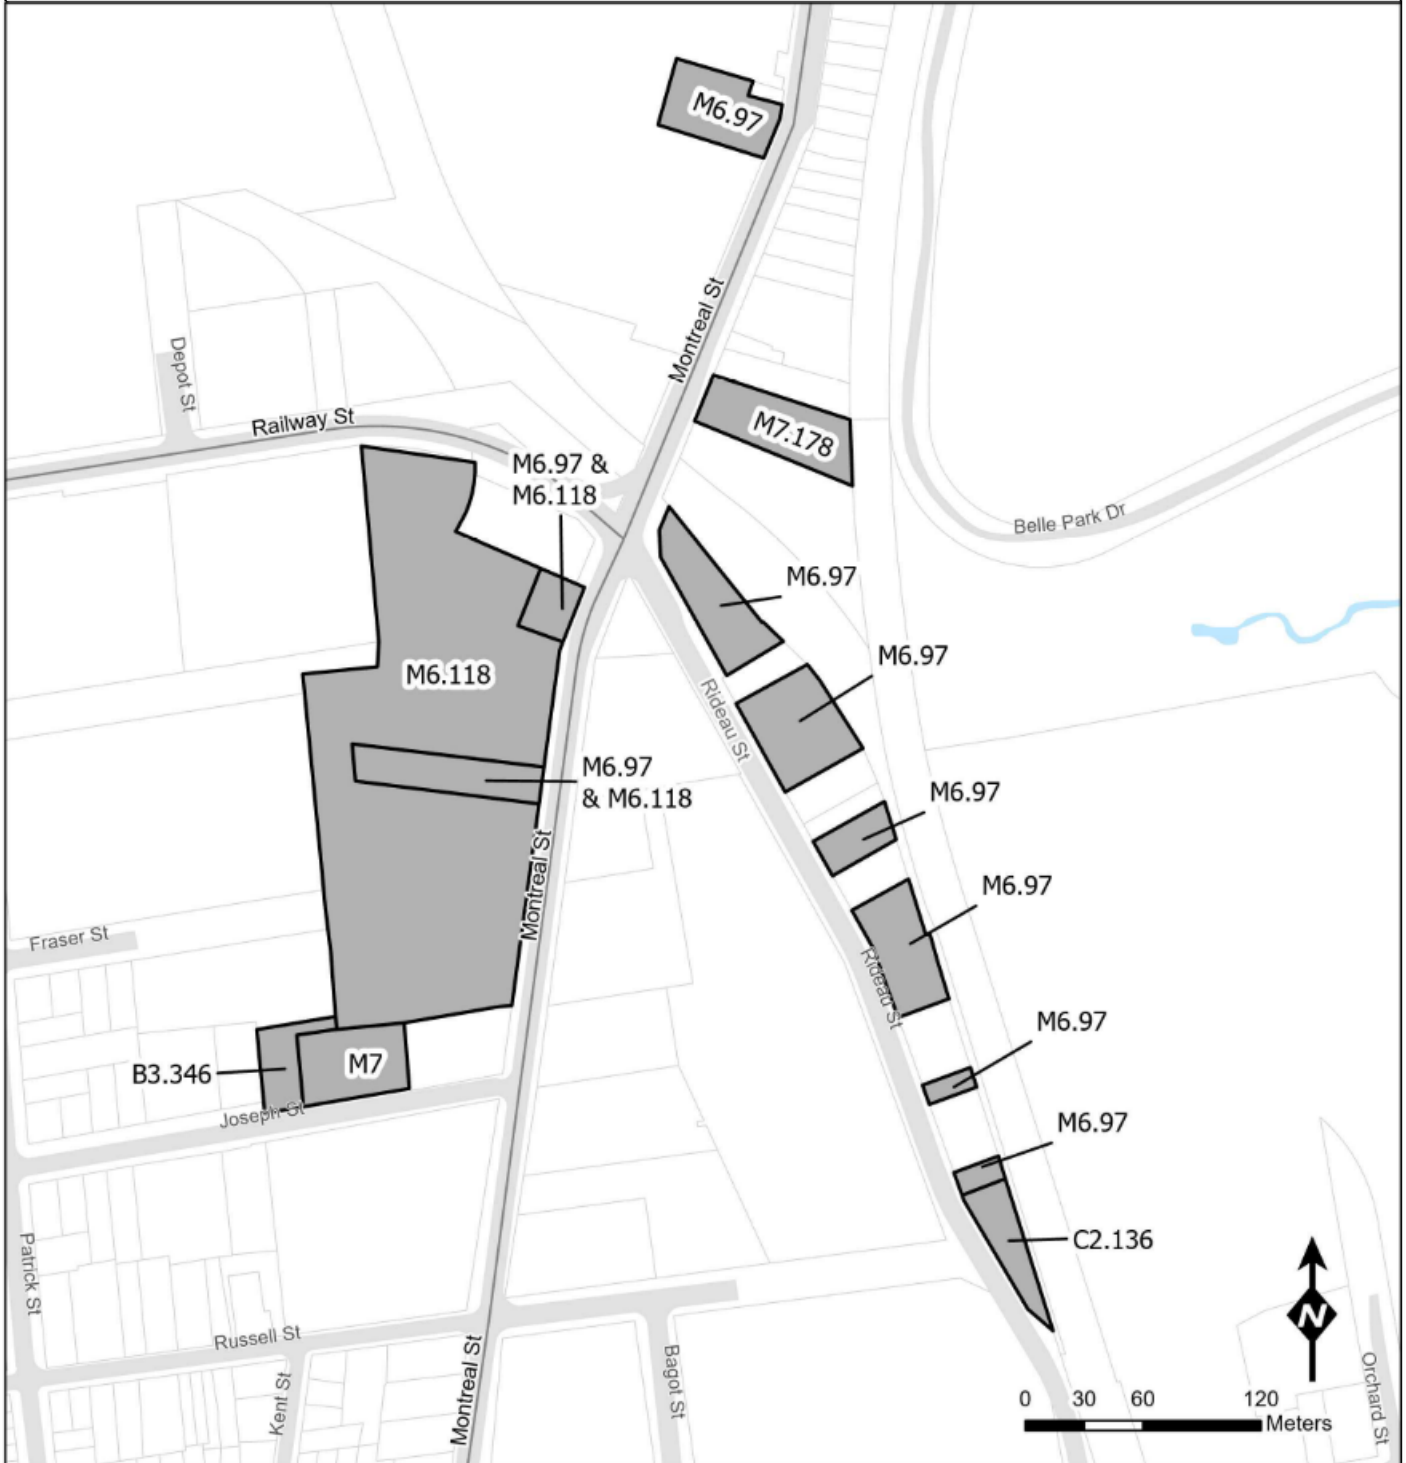 M6.97
Montreal St
Depot St
Railway St
M7.178
M6.97 &
M6.118
Belle Park Dr
M6.97
M6.97
M6.118
Rideau St
M6.97
& M6.118
M6.97
Montreal St
M6.97
Fraser St
Rideau St
M6.97
M7
B3.346
Joseph St
M6.97
C2.136
Patrick St
N
Russell St
Montreal St
Kent St
Bagot St
Orchard St
0 30 60 120
Meters